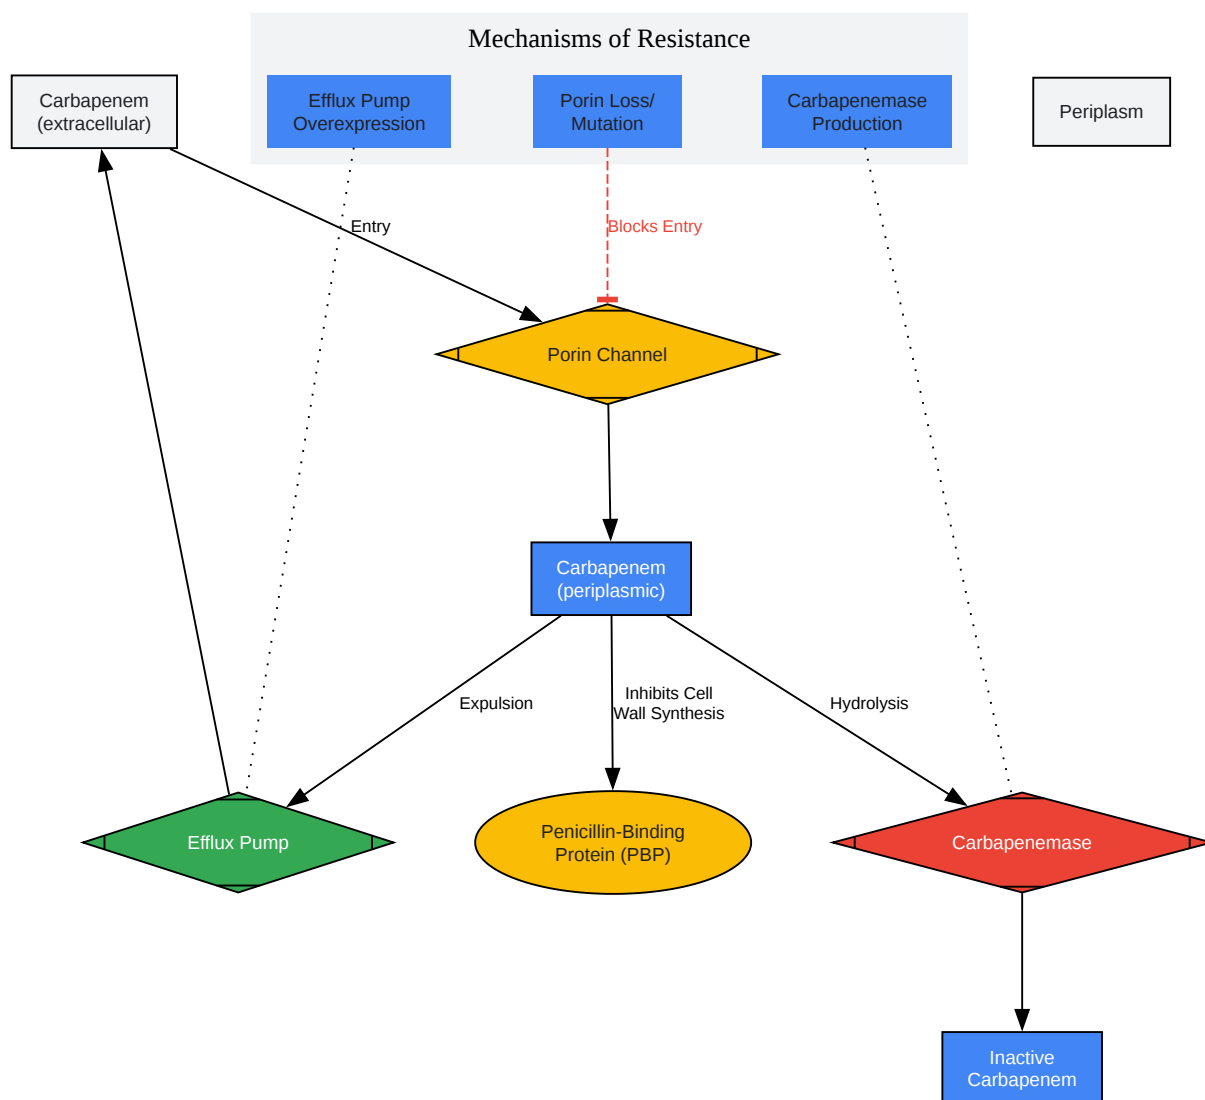 Mechanisms of Resistance
Carbapenem
(extracellular)
Efflux Pump
Overexpression
Porin Loss/
Mutation
Carbapenemase
Production
Periplasm
Entry
Blocks Entry
Porin Channel
Carbapenem
(periplasmic)
Expulsion
Inhibits Cell
Wall Synthesis
Hydrolysis
Efflux Pump
Penicillin-Binding
Protein (PBP)
Carbapenemase
Inactive
Carbapenem